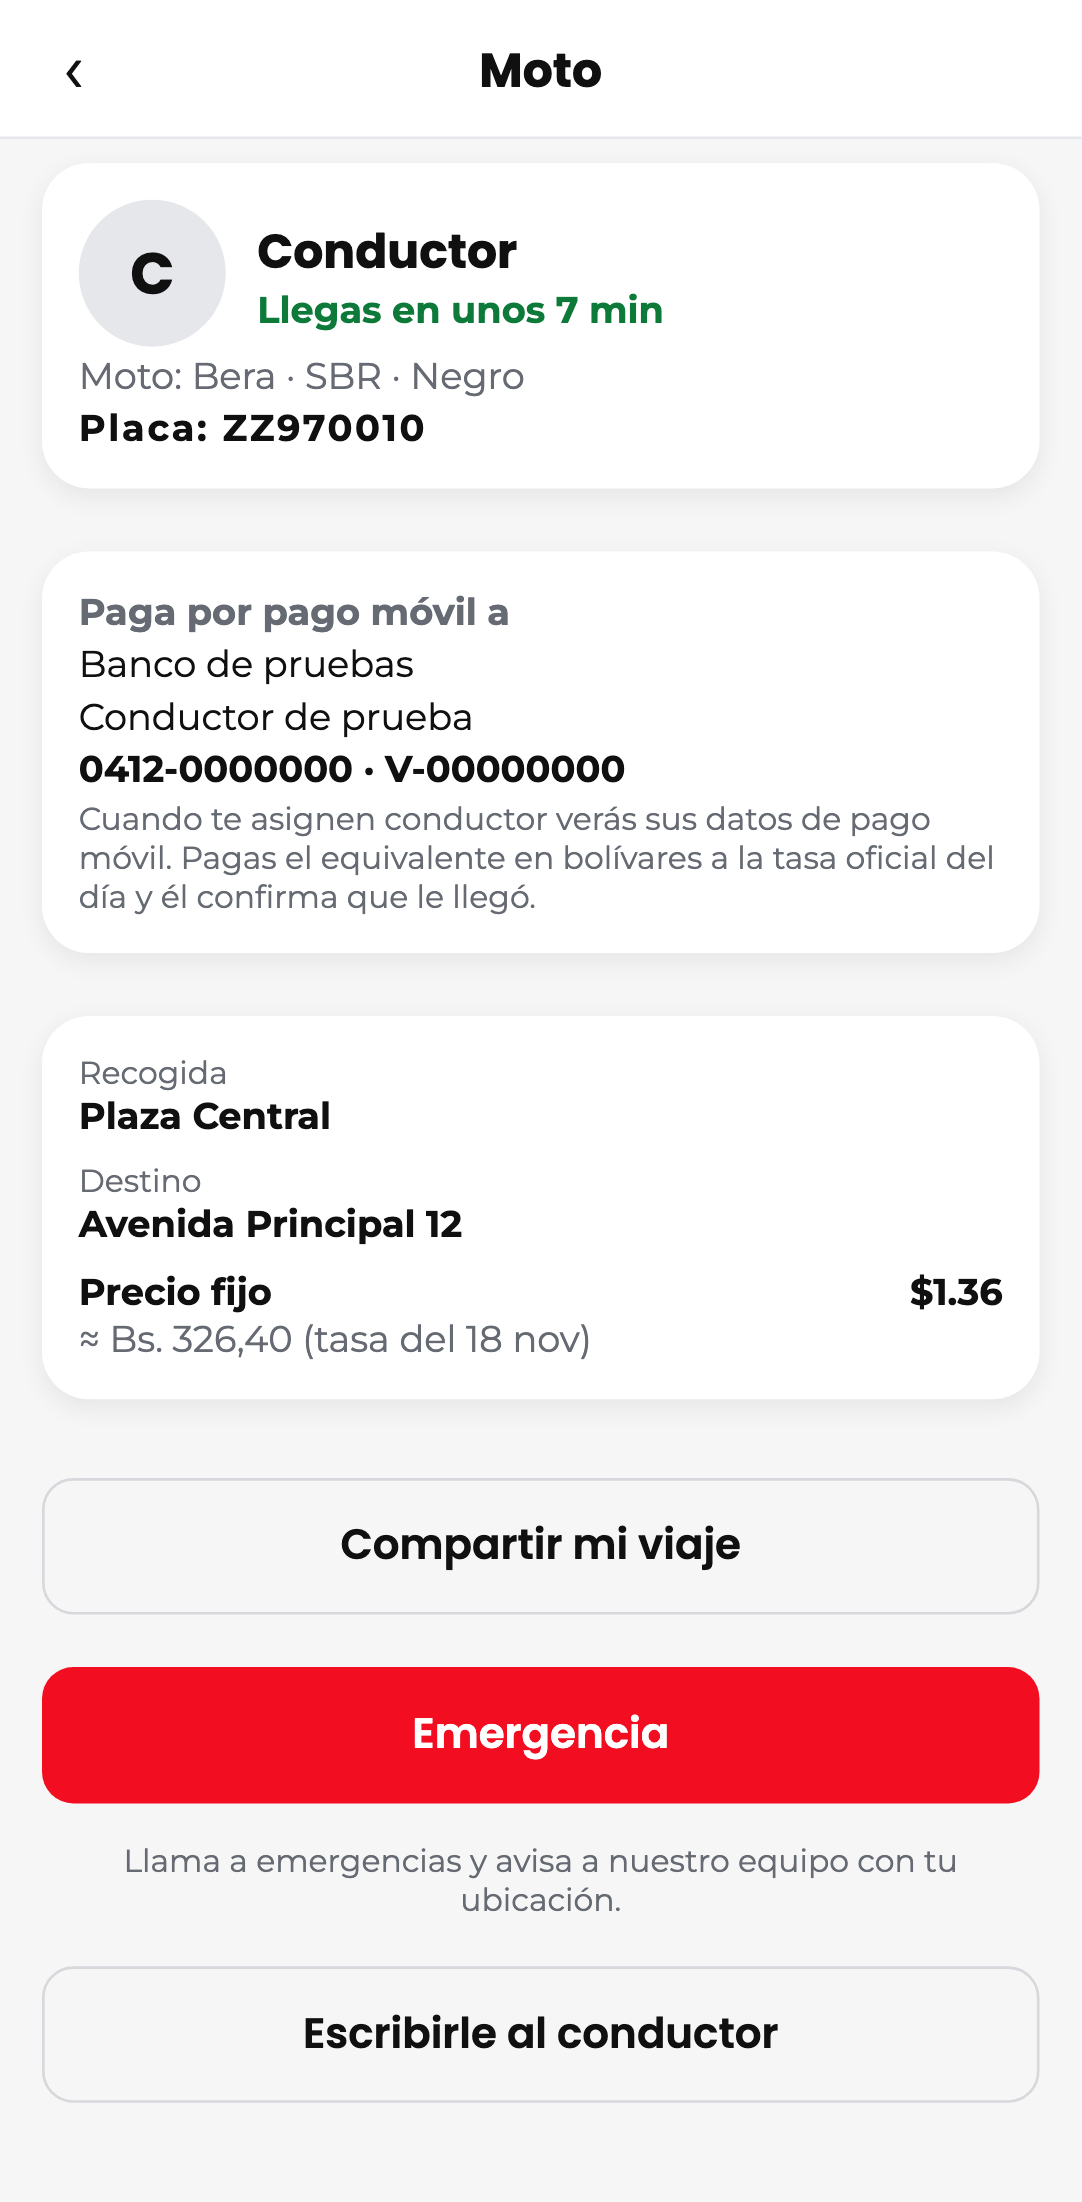 ‹
Moto
C
Conductor
Llegas en unos 7 min
Moto: Bera · SBR · Negro
Placa: ZZ970010
Paga por pago móvil a
Banco de pruebas
Conductor de prueba
0412-0000000 · V-00000000
Cuando te asignen conductor verás sus datos de pago
móvil. Pagas el equivalente en bolívares a la tasa oficial del
día y él confirma que le llegó.
Recogida
Plaza Central
Destino
Avenida Principal 12
Precio fijo $1.36
≈ Bs. 326,40 (tasa del 18 nov)
Compartir mi viaje
Emergencia
Llama a emergencias y avisa a nuestro equipo con tu
ubicación.
Escribirle al conductor